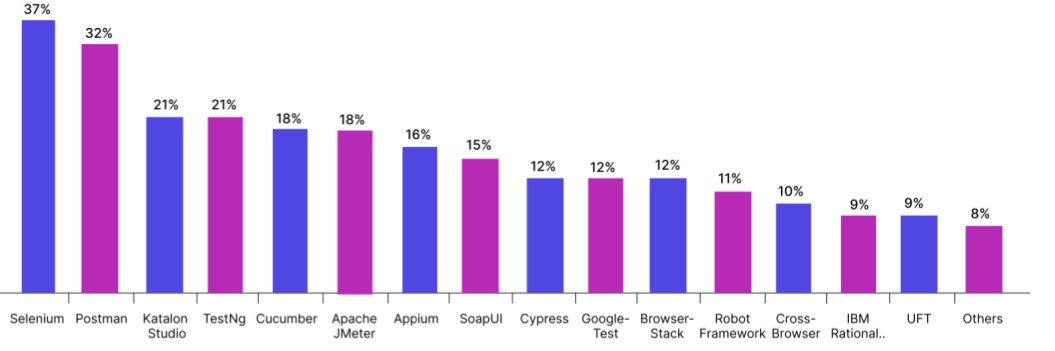 37%
32%
21%
21%
18%
18%
16%
15%
12%
12%
12%
11%
10%
9%
9%
8%
Selenium
Postman
Katalon
Studio
TestNg
Cucumber
Apache
JMeter
Appium
SoapUI
Cypress
Google-
Test
Browser-
Stack
Robot
Framework
Cross-
Browser
IBM
Rational..
UFT
Others